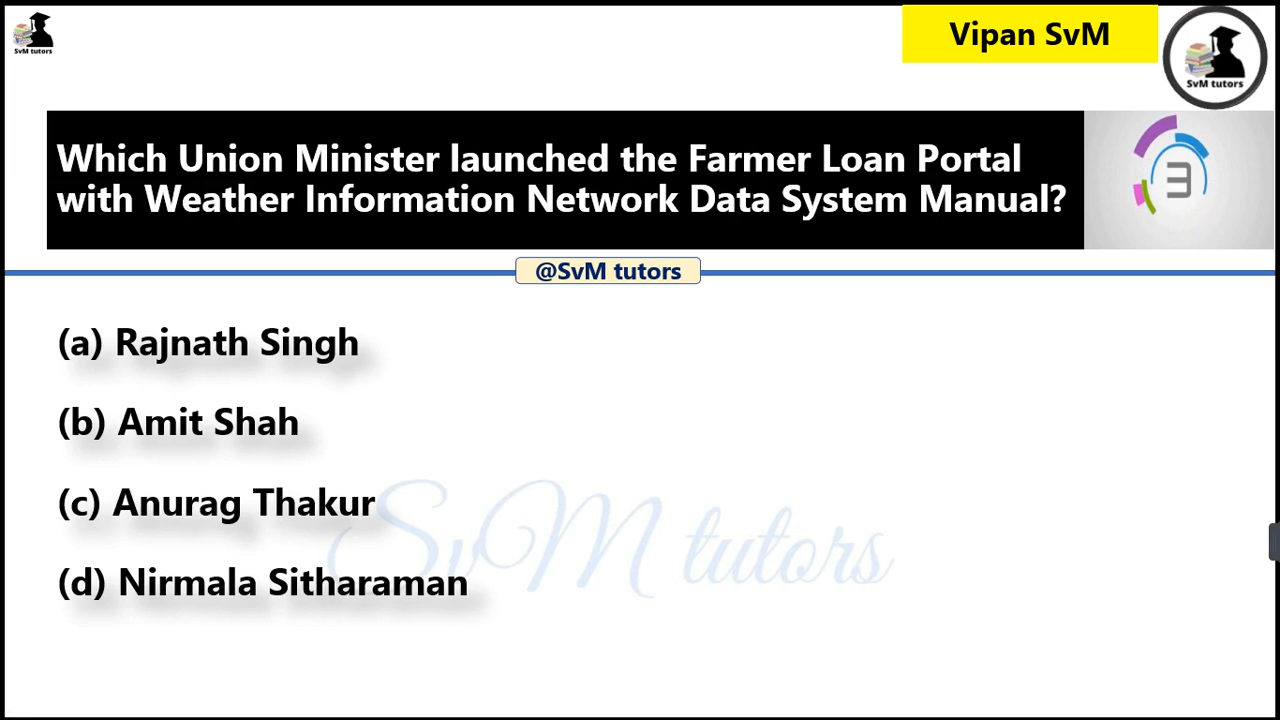 SvM tutors
Vipan SvM
SvM tutors
Which Union Minister launched the Farmer Loan Portal
with Weather Information Network Data System Manual?
3
@SvM tutors
(a) Rajnath Singh
(b) Amit Shah
(c) Anurag Thakur
(d) Nirmala Sitharaman
SvM tutors